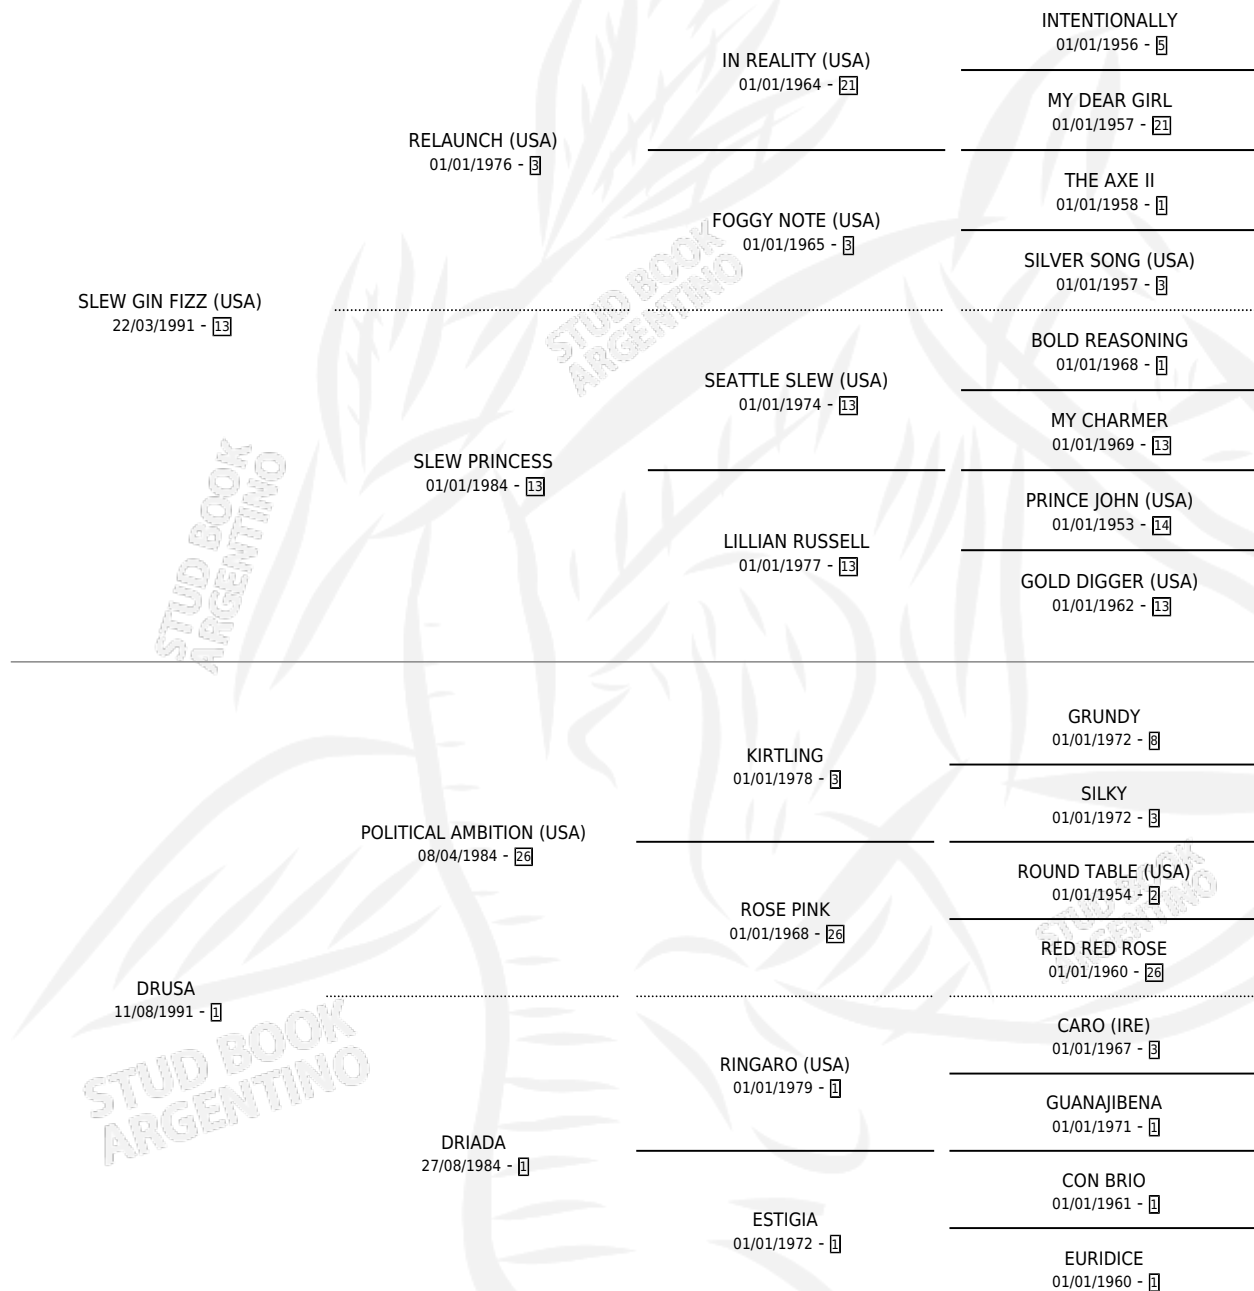 INTENTIONALLY
01/01/1956 - 5
IN REALITY (USA)
01/01/1964 - 21
MY DEAR GIRL
01/01/1957 - 21
RELAUNCH (USA)
01/01/1976 - 3
THE AXE II
01/01/1958 - 1
FOGGY NOTE (USA)
01/01/1965 - 3
SILVER SONG (USA)
01/01/1957 - 3
SLEW GIN FIZZ (USA)
22/03/1991 - 13
BOLD REASONING
01/01/1968 - 1
SEATTLE SLEW (USA)
01/01/1974 - 13
MY CHARMER
01/01/1969 - 13
SLEW PRINCESS
01/01/1984 - 13
PRINCE JOHN (USA)
01/01/1953 - 14
LILLIAN RUSSELL
01/01/1977 - 13
GOLD DIGGER (USA)
01/01/1962 - 13
GRUNDY
01/01/1972 - 8
KIRTLING
01/01/1978 - 3
SILKY
01/01/1972 - 3
POLITICAL AMBITION (USA)
08/04/1984 - 26
ROUND TABLE (USA)
01/01/1954 - 2
ROSE PINK
01/01/1968 - 26
RED RED ROSE
01/01/1960 - 26
DRUSA
11/08/1991 - 1
CARO (IRE)
01/01/1967 - 3
RINGARO (USA)
01/01/1979 - 1
GUANAJIBENA
01/01/1971 - 1
DRIADA
27/08/1984 - 1
CON BRIO
01/01/1961 - 1
ESTIGIA
01/01/1972 - 1
EURIDICE
01/01/1960 - 1
STUD BOOK
ARGENTINO
STUD BOOK
ARGENTINO
STUD BOOK
ARGENTINO
STUD BOOK
ARGENTINO